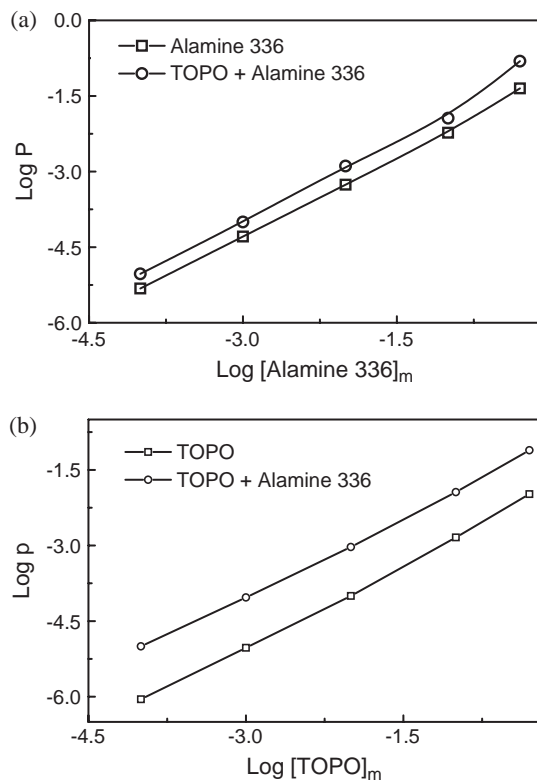 (a)
0.0
Alamine 336
TOPO + Alamine 336
-1.5
Log P
-3.0
-4.5
-6.0
-4.5 -3.0 -1.5
Log [Alamine 336]m
(b)
TOPO
TOPO + Alamine 336
-1.5
Log p
-3.0
-4.5
-6.0
-4.5 -3.0 -1.5
Log [TOPO]m